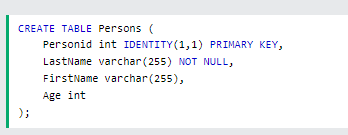 CREATE TABLE Persons (
    Personid int IDENTITY(1,1) PRIMARY KEY,
    LastName varchar(255) NOT NULL,
    FirstName varchar(255),
    Age int
);